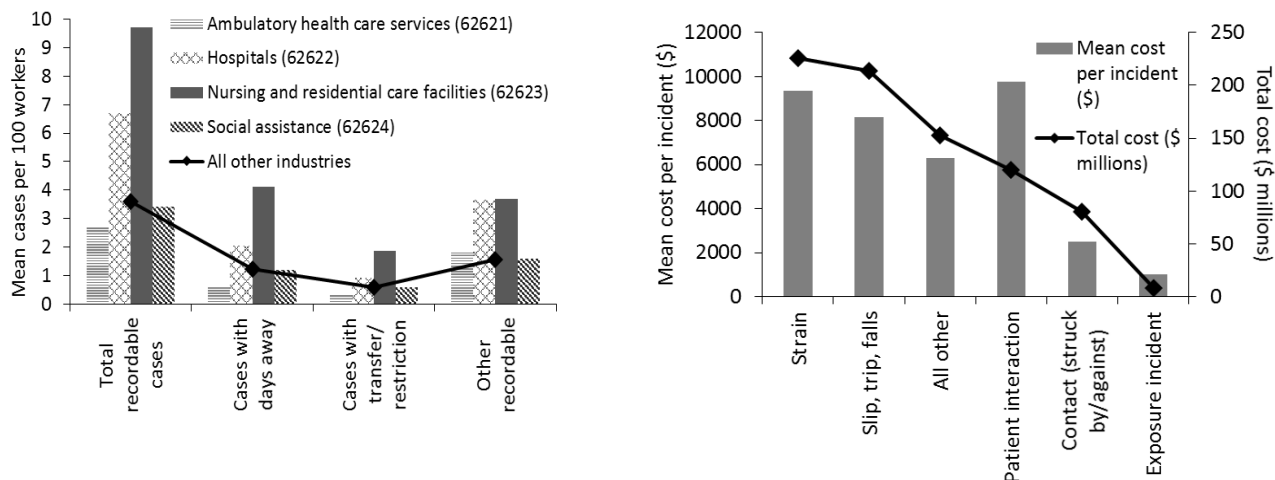 Mean cases per 100 workers
10
9
8
7
6
5
4
3
2
1
0
Ambulatory health care services (62621)
Hospitals (62622)
Nursing and residential care facilities (62623)
Social assistance (62624)
All other industries
Total
recordable
cases
Cases with
days away
Cases with
transfer/
restriction
Other
recordable
Mean cost per incident ($)
12000
10000
8000
6000
4000
2000
0
Mean cost
per incident
($)
Total cost ($
millions)
250
200
150
100
50
0
Total cost ($ millions)
Strain
Slip, trip, falls
All other
Patient interaction
Contact (struck
by/against)
Exposure incident